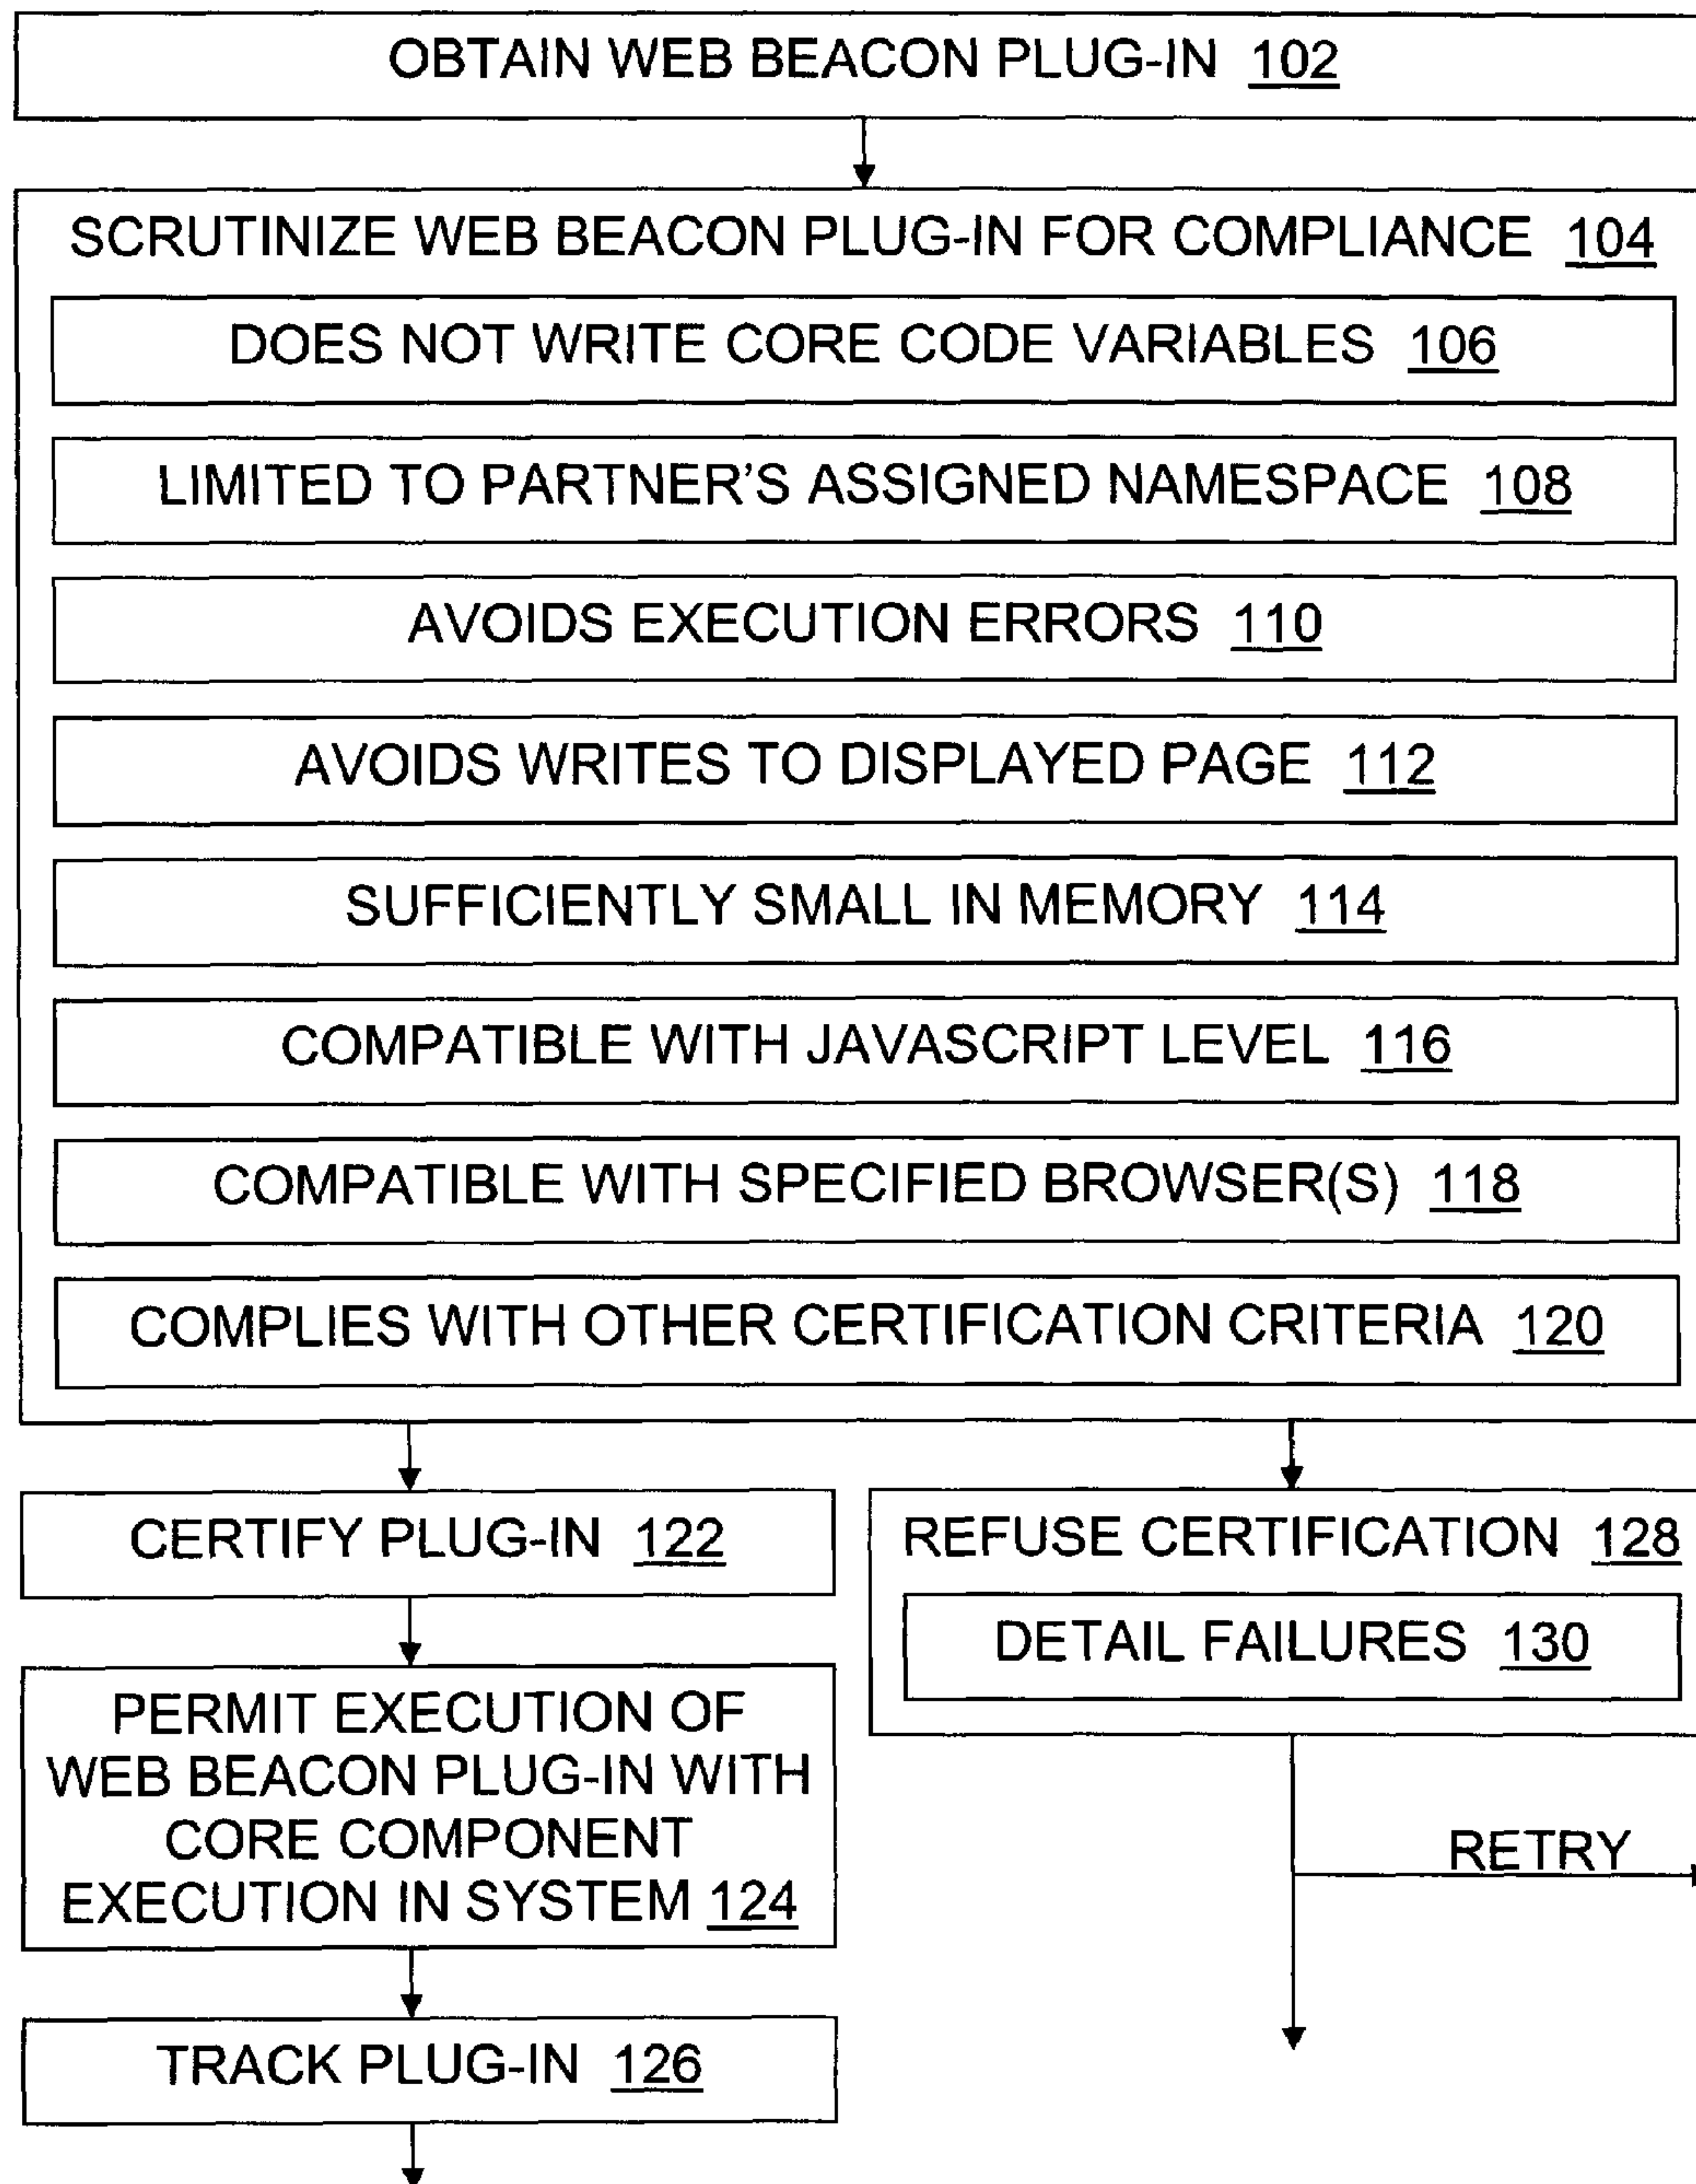 OBTAIN WEB BEACON PLUG-IN 102
SCRUTINIZE WEB BEACON PLUG-IN FOR COMPLIANCE 104
DOES NOT WRITE CORE CODE VARIABLES 106
LIMITED TO PARTNER'S ASSIGNED NAMESPACE 108
AVOIDS EXECUTION ERRORS 110
AVOIDS WRITES TO DISPLAYED PAGE 112
SUFFICIENTLY SMALL IN MEMORY 114
COMPATIBLE WITH JAVASCRIPT LEVEL 116
COMPATIBLE WITH SPECIFIED BROWSER(S) 118
COMPLIES WITH OTHER CERTIFICATION CRITERIA 120
CERTIFY PLUG-IN 122
PERMIT EXECUTION OF
WEB BEACON PLUG-IN WITH
CORE COMPONENT
EXECUTION IN SYSTEM 124
TRACK PLUG-IN 126
REFUSE CERTIFICATION 128
DETAIL FAILURES 130
RETRY